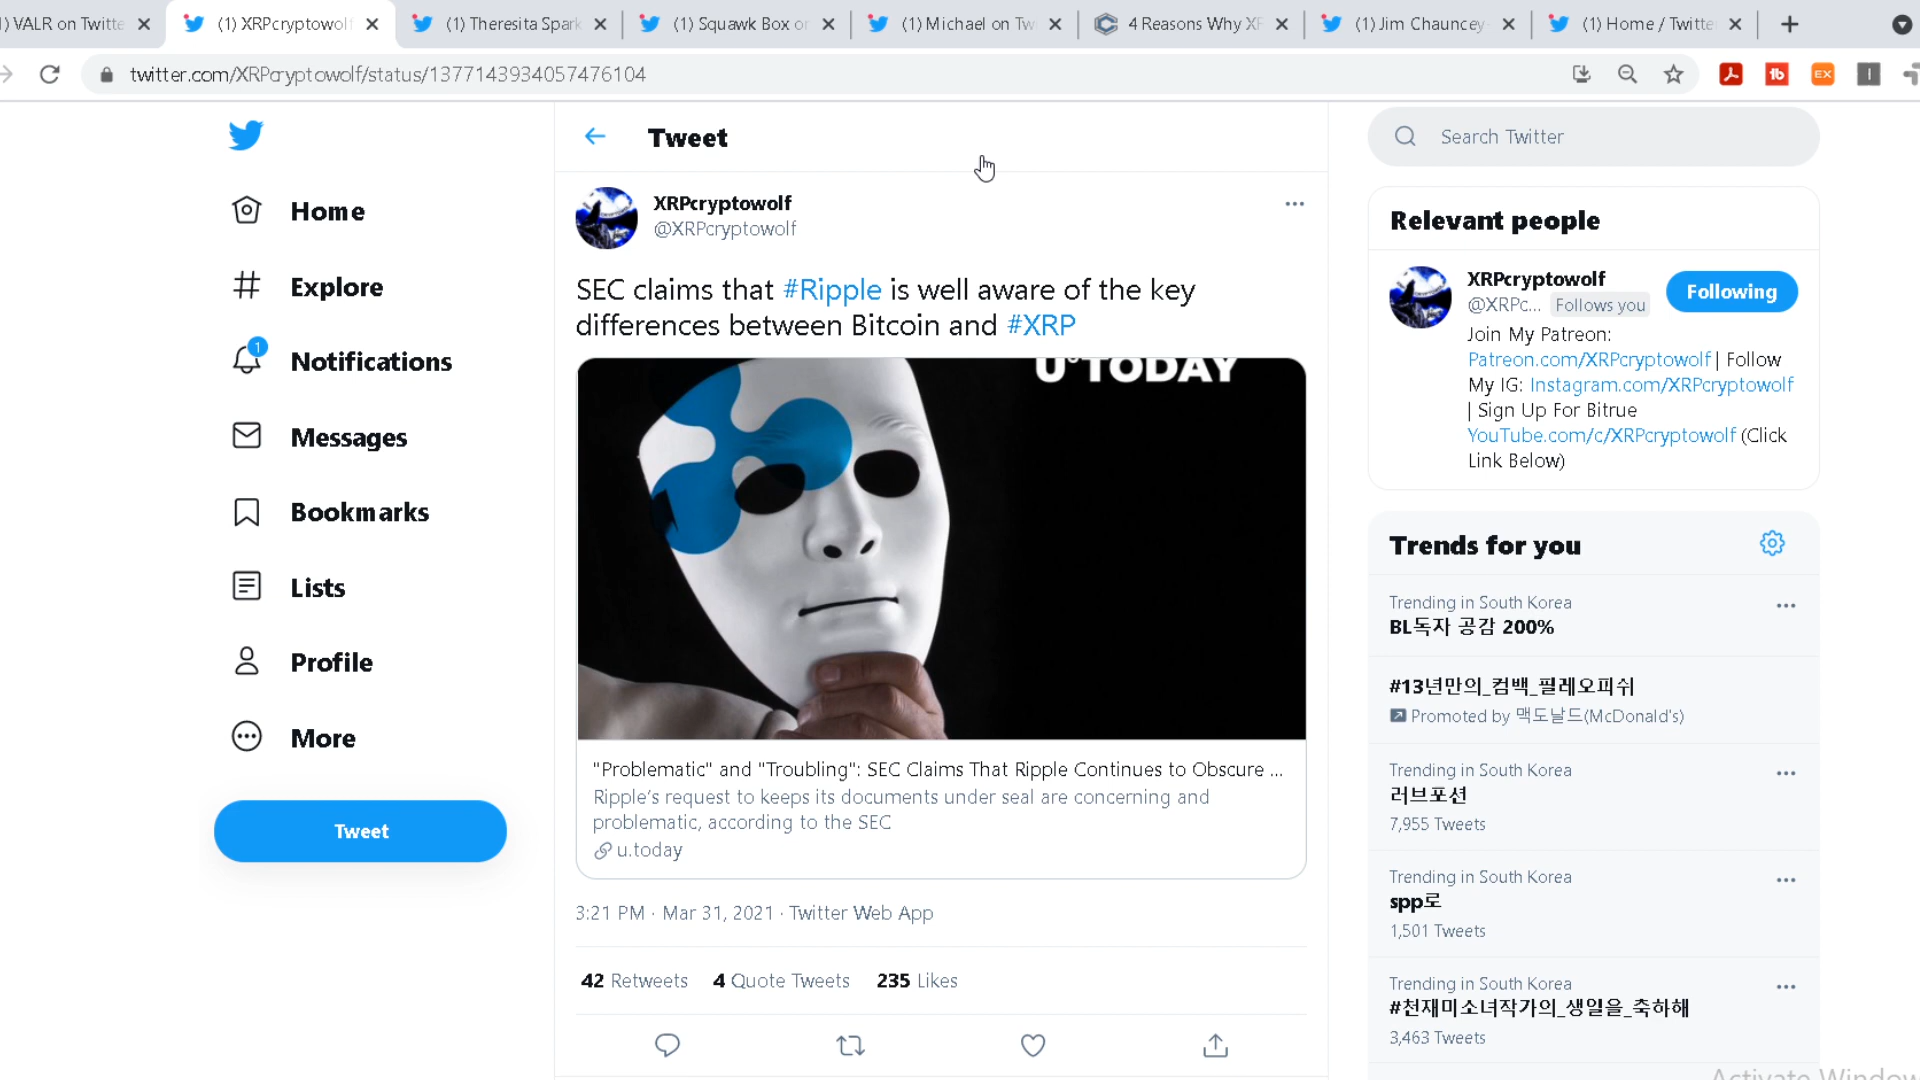 ) VALR on Twitte
(1) XRPcryptowolf
(1) Theresita Spark
(1) Squawk Box or
(1) Michael on Tw
4 Reasons Why XR
(1) Jim Chauncey-
(1) Home / Twitte
twitter.com/XRPcryptowolf/status/1377143934057476104
EX
Home
Explore
1
Notifications
Messages
Bookmarks
Lists
Profile
More
Tweet
Tweet
XRPcryptowolf
@XRPcryptowolf
SEC claims that #Ripple is well aware of the key
differences between Bitcoin and #XRP
U°TODAY
"Problematic" and "Troubling": SEC Claims That Ripple Continues to Obscure ...
Ripple's request to keeps its documents under seal are concerning and
problematic, according to the SEC
u.today
3:21 PM · Mar 31, 2021 · Twitter Web App
42 Retweets 4 Quote Tweets 235 Likes
Search Twitter
Relevant people
XRPcryptowolf
@XRPc... Follows you
Following
Join My Patreon:
Patreon.com/XRPcryptowolf | Follow
My IG: Instagram.com/XRPcryptowolf
| Sign Up For Bitrue
YouTube.com/c/XRPcryptowolf (Click
Link Below)
Trends for you
Trending in South Korea
BL독자 공감 200%
#13년만의_컴백_필레오피쉬
Promoted by 맥도날드(McDonald's)
Trending in South Korea
러브포션
7,955 Tweets
Trending in South Korea
spp로
1,501 Tweets
Trending in South Korea
#천재미소녀작가의_생일을_축하해
3,463 Tweets
Activate Window